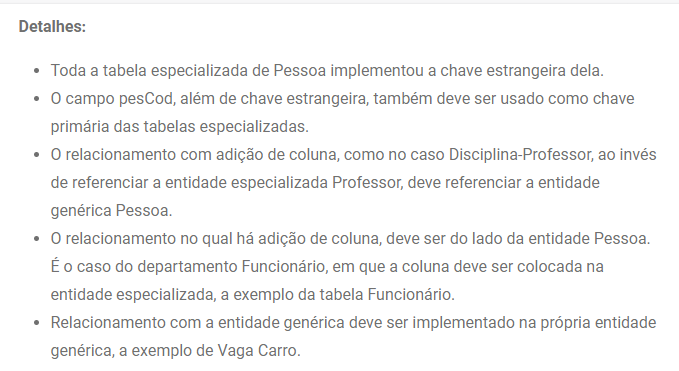 Detalhes:
• Toda a tabela especializada de Pessoa implementou a chave estrangeira dela.
• O campo pesCod, além de chave estrangeira, também deve ser usado como chave
primária das tabelas especializadas.
• O relacionamento com adição de coluna, como no caso Disciplina-Professor, ao invés
de referenciar a entidade especializada Professor, deve referenciar a entidade
genérica Pessoa.
• O relacionamento no qual há adição de coluna, deve ser do lado da entidade Pessoa.
É o caso do departamento Funcionário, em que a coluna deve ser colocada na
entidade especializada, a exemplo da tabela Funcionário.
• Relacionamento com a entidade genérica deve ser implementado na própria entidade
genérica, a exemplo de Vaga Carro.